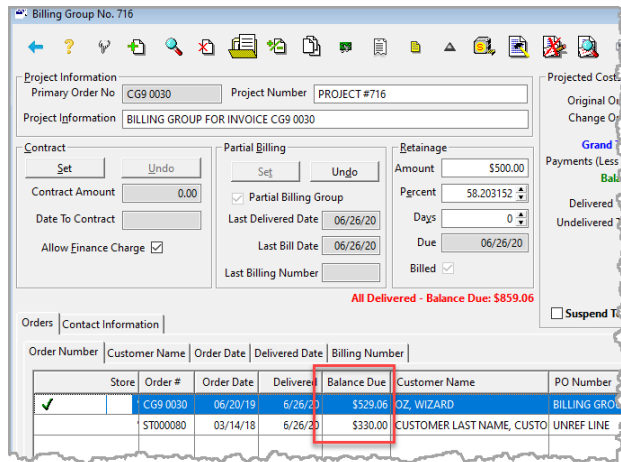 Billing Group No. 716
Project Information
Primary Order No CG9 0030 Project Number PROJECT #716
Project Information BILLING GROUP FOR INVOICE CG9 0030
Projected Cost
Original
Change
Grand
Payments (Less
Delivered
Undelivered
Contract
Set Undo
Contract Amount 0.00
Date To Contract
Allow Finance Charge
Partial Billing
Set Undo
Partial Billing Group
Last Delivered Date 06/26/20
Last Bill Date 06/26/20
Last Billing Number
Retainage
Amount $500.00
Percent 58.203152
Days 0
Due 06/26/20
Billed
All Delivered - Balance Due: $859.06
Suspend
Orders Contact Information
Order Number Customer Name Order Date Delivered Date Billing Number
Store Order # Order Date Delivered Balance Due Customer Name PO Number
CG9 0030 06/20/19 6/26/20 $529.06 OZ, WIZARD BILLING GRO
ST000080 03/14/18 6/26/20 $330.00 CUSTOMER LAST NAME, CUSTO UNREF LINE